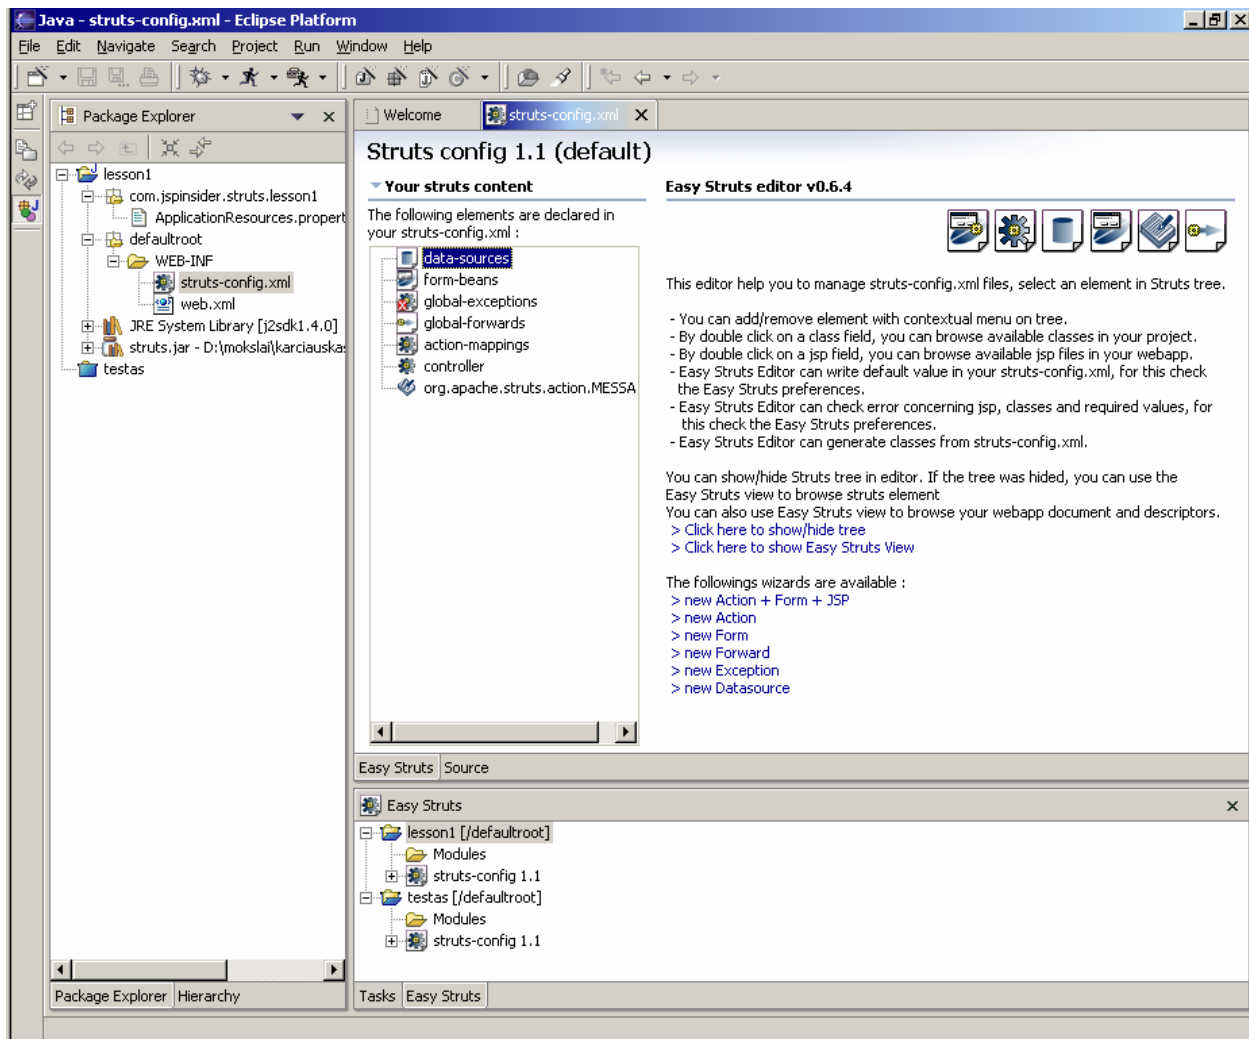 Java - struts-config.xml - Eclipse Platform
File Edit Navigate Search Project Run Window Help
Package Explorer
lesson1
com.jspinsider.struts.lesson1
ApplicationResources.propert
defaultroot
WEB-INF
struts-config.xml
web.xml
JRE System Library [j2sdk1.4.0]
struts.jar - D:\mokslai\karciauska
testas
Package Explorer Hierarchy
Welcome struts-config.xml
Struts config 1.1 (default)
Your struts content
The following elements are declared in
your struts-config.xml :
data-sources
form-beans
global-exceptions
global-forwards
action-mappings
controller
org.apache.struts.action.MESSA
Easy Struts editor v0.6.4
This editor help you to manage struts-config.xml files, select an element in Struts tree.
- You can add/remove element with contextual menu on tree.
- By double click on a class field, you can browse available classes in your project.
- By double click on a jsp field, you can browse available jsp files in your webapp.
- Easy Struts Editor can write default value in your struts-config.xml, for this check
the Easy Struts preferences.
- Easy Struts Editor can check error concerning jsp, classes and required values, for
this check the Easy Struts preferences.
- Easy Struts Editor can generate classes from struts-config.xml.
You can show/hide Struts tree in editor. If the tree was hided, you can use the
Easy Struts view to browse struts element
You can also use Easy Struts view to browse your webapp document and descriptors.
> Click here to show/hide tree
> Click here to show Easy Struts View
The followings wizards are available :
> new Action + Form + JSP
> new Action
> new Form
> new Forward
> new Exception
> new Datasource
Easy Struts Source
Easy Struts
lesson1 [/defaultroot]
Modules
struts-config 1.1
testas [/defaultroot]
Modules
struts-config 1.1
Tasks Easy Struts